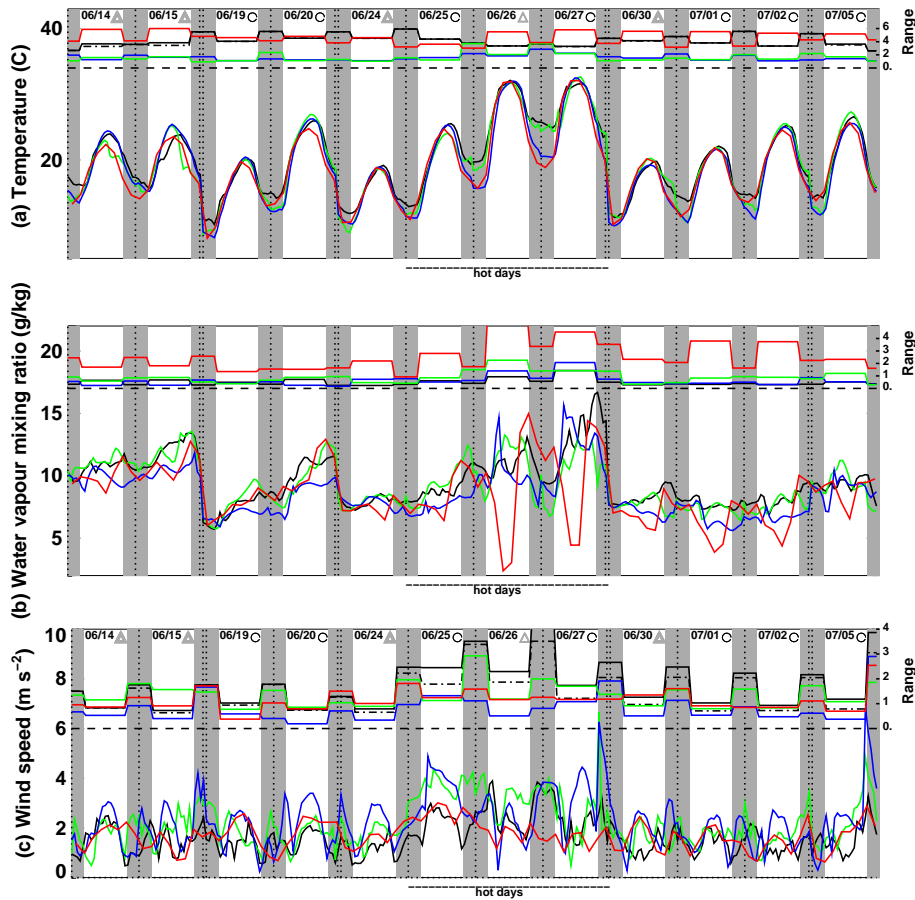 06/14 06/15 06/19 06/20 06/24 06/25 06/26 06/27 06/30 07/01 07/02 07/05
40
20
(a) Temperature (C)
6
4
2
0.
Range
hot days
20
15
10
5
(b) Water vapour mixing ratio (g/kg)
4
3
2
1
0.
Range
hot days
06/14 06/15 06/19 06/20 06/24 06/25 06/26 06/27 06/30 07/01 07/02 07/05
10
8
6
4
2
0
(c) Wind speed (m s⁻²)
4
3
2
1
0.
Range
hot days